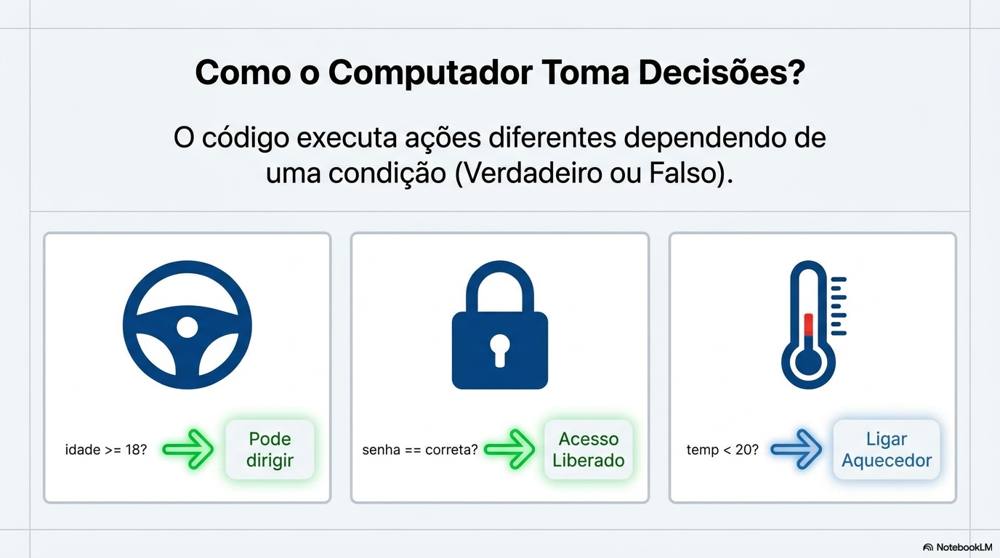 Como o Computador Toma Decisões?
O código executa ações diferentes dependendo de
uma condição (Verdadeiro ou Falso).
idade >= 18?
Pode
dirigir
senha == correta?
Acesso
Liberado
temp < 20?
Ligar
Aquecedor
NotebookLM